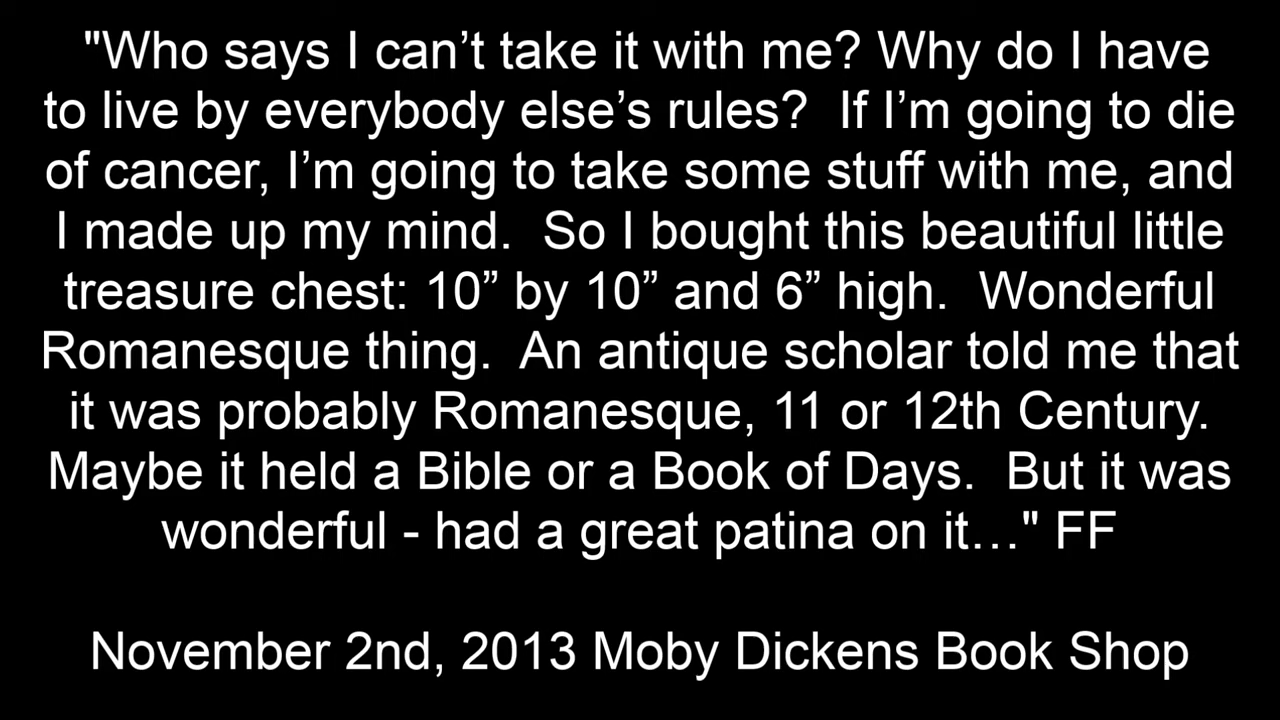 "Who says I can’t take it with me? Why do I have
to live by everybody else’s rules?  If I’m going to die
of cancer, I’m going to take some stuff with me, and
I made up my mind.  So I bought this beautiful little
treasure chest: 10” by 10” and 6” high.  Wonderful
Romanesque thing.  An antique scholar told me that
it was probably Romanesque, 11 or 12th Century.
Maybe it held a Bible or a Book of Days.  But it was
wonderful - had a great patina on it…" FF
November 2nd, 2013 Moby Dickens Book Shop